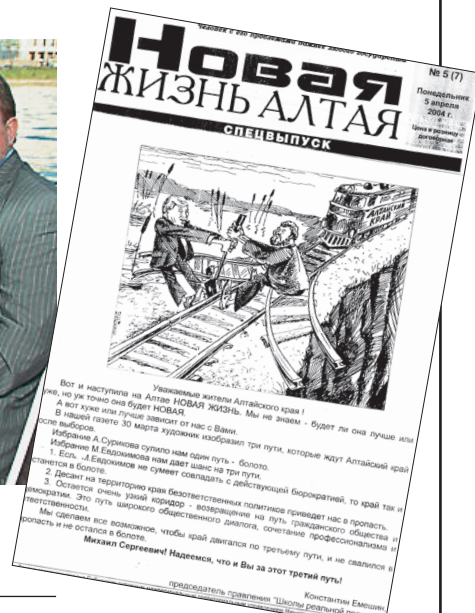 Человек с его проблемами важнее любого государства
Новая
ЖИЗНЬ АЛТАЯ
№ 5 (7)
Понедельник
5 апреля
2004 г.
Цена в розницу
договорная
СПЕЦВЫПУСК
АЛТАЙСКИЙ
КРАЙ
Уважаемые жители Алтайского края !
Вот и наступила на Алтае НОВАЯ ЖИЗНЬ. Мы не знаем - будет ли она лучше или
хуже, но уж точно она будет НОВАЯ.
А вот хуже или лучше зависит от нас с Вами.
В нашей газете 30 марта художник изобразил три пути, которые ждут Алтайский край
после выборов.
Избрание А.Сурикова сулило нам один путь - болото.
Избрание М.Евдокимова нам дает шанс на три пути.
1. Если .М.Евдокимов не сумеет совладать с действующей бюрократией, то край так и
останется в болоте.
2. Десант на территорию края безответственных политиков приведет нас в пропасть.
3. Остается очень узкий коридор - возвращение на путь гражданского общества и
демократии. Это путь широкого общественного диалога, сочетание профессионализма и
ответственности.
Мы сделаем все возможное, чтобы край двигался по третьему пути, и не свалился в
пропасть и не остался в болоте.
Михаил Сергеевич! Надеемся, что и Вы за этот третий путь!
Константин Емешин,
председатель правления "Школы реальной